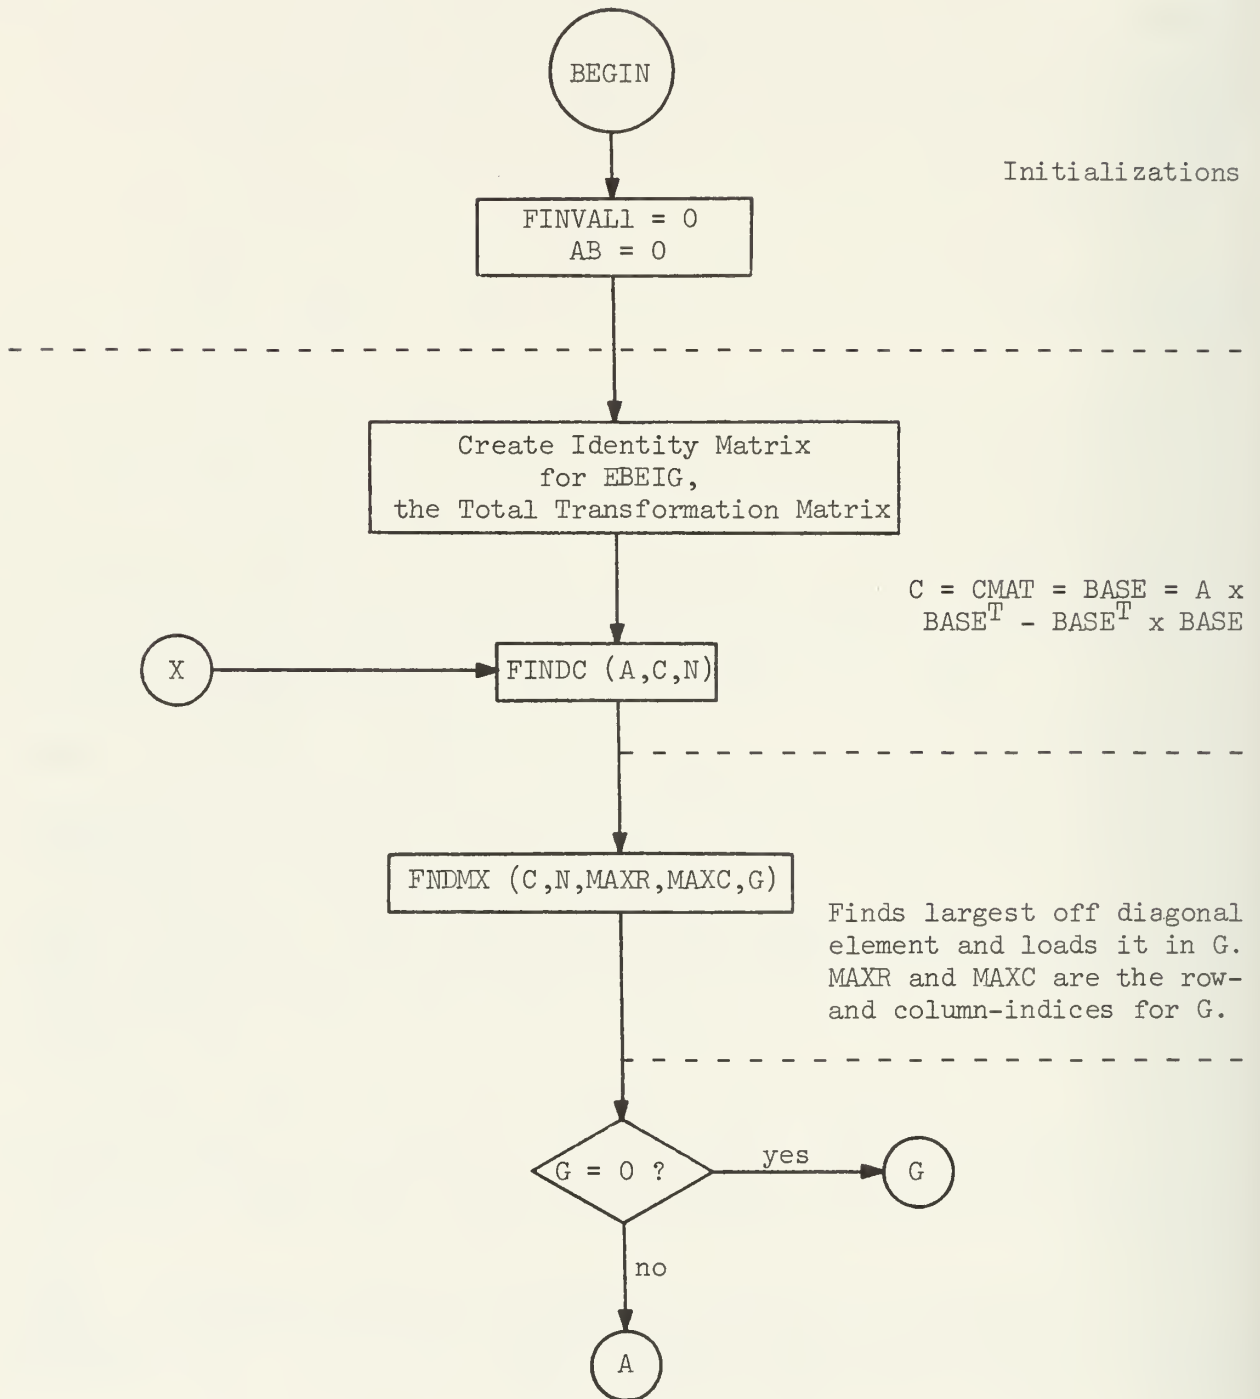 BEGIN
Initializations
FINVAL1 = 0
AB = 0
Create Identity Matrix
for EBEIG,
the Total Transformation Matrix
C = CMAT = BASE = A x
BASE^T - BASE^T x BASE
X
FINDC (A,C,N)
FNDMX (C,N,MAXR,MAXC,G)
Finds largest off diagonal
element and loads it in G.
MAXR and MAXC are the row-
and column-indices for G.
G = 0 ?
yes
G
no
A